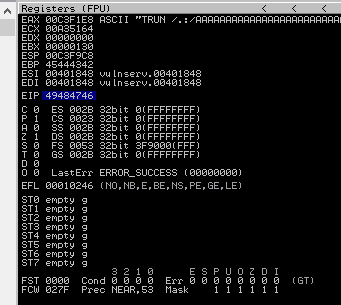 Registers (FPU) < < <
EAX 00C3F1E8 ASCII "TRUN /.:/AAAAAAAAAAAAAAAAAAAAAAAA
ECX 00A35164
EDX 00000000
EBX 00000130
ESP 00C3F9C8
EBP 45444342
ESI 00401848 vulnserv.00401848
EDI 00401848 vulnserv.00401848
EIP 49484746
C 0 ES 002B 32bit 0(FFFFFFFF)
P 1 CS 0023 32bit 0(FFFFFFFF)
A 0 SS 002B 32bit 0(FFFFFFFF)
Z 1 DS 002B 32bit 0(FFFFFFFF)
S 0 FS 0053 32bit 3F9000(FFF)
T 0 GS 002B 32bit 0(FFFFFFFF)
D 0
O 0 LastErr ERROR_SUCCESS (00000000)
EFL 00010246 (NO,NB,E,BE,NS,PE,GE,LE)
ST0 empty g
ST1 empty g
ST2 empty g
ST3 empty g
ST4 empty g
ST5 empty g
ST6 empty g
ST7 empty g
3 2 1 0 E S P U O Z D I
FST 0000 Cond 0 0 0 0 Err 0 0 0 0 0 0 0 0 (GT)
FCW 027F Prec NEAR,53 Mask 1 1 1 1 1 1